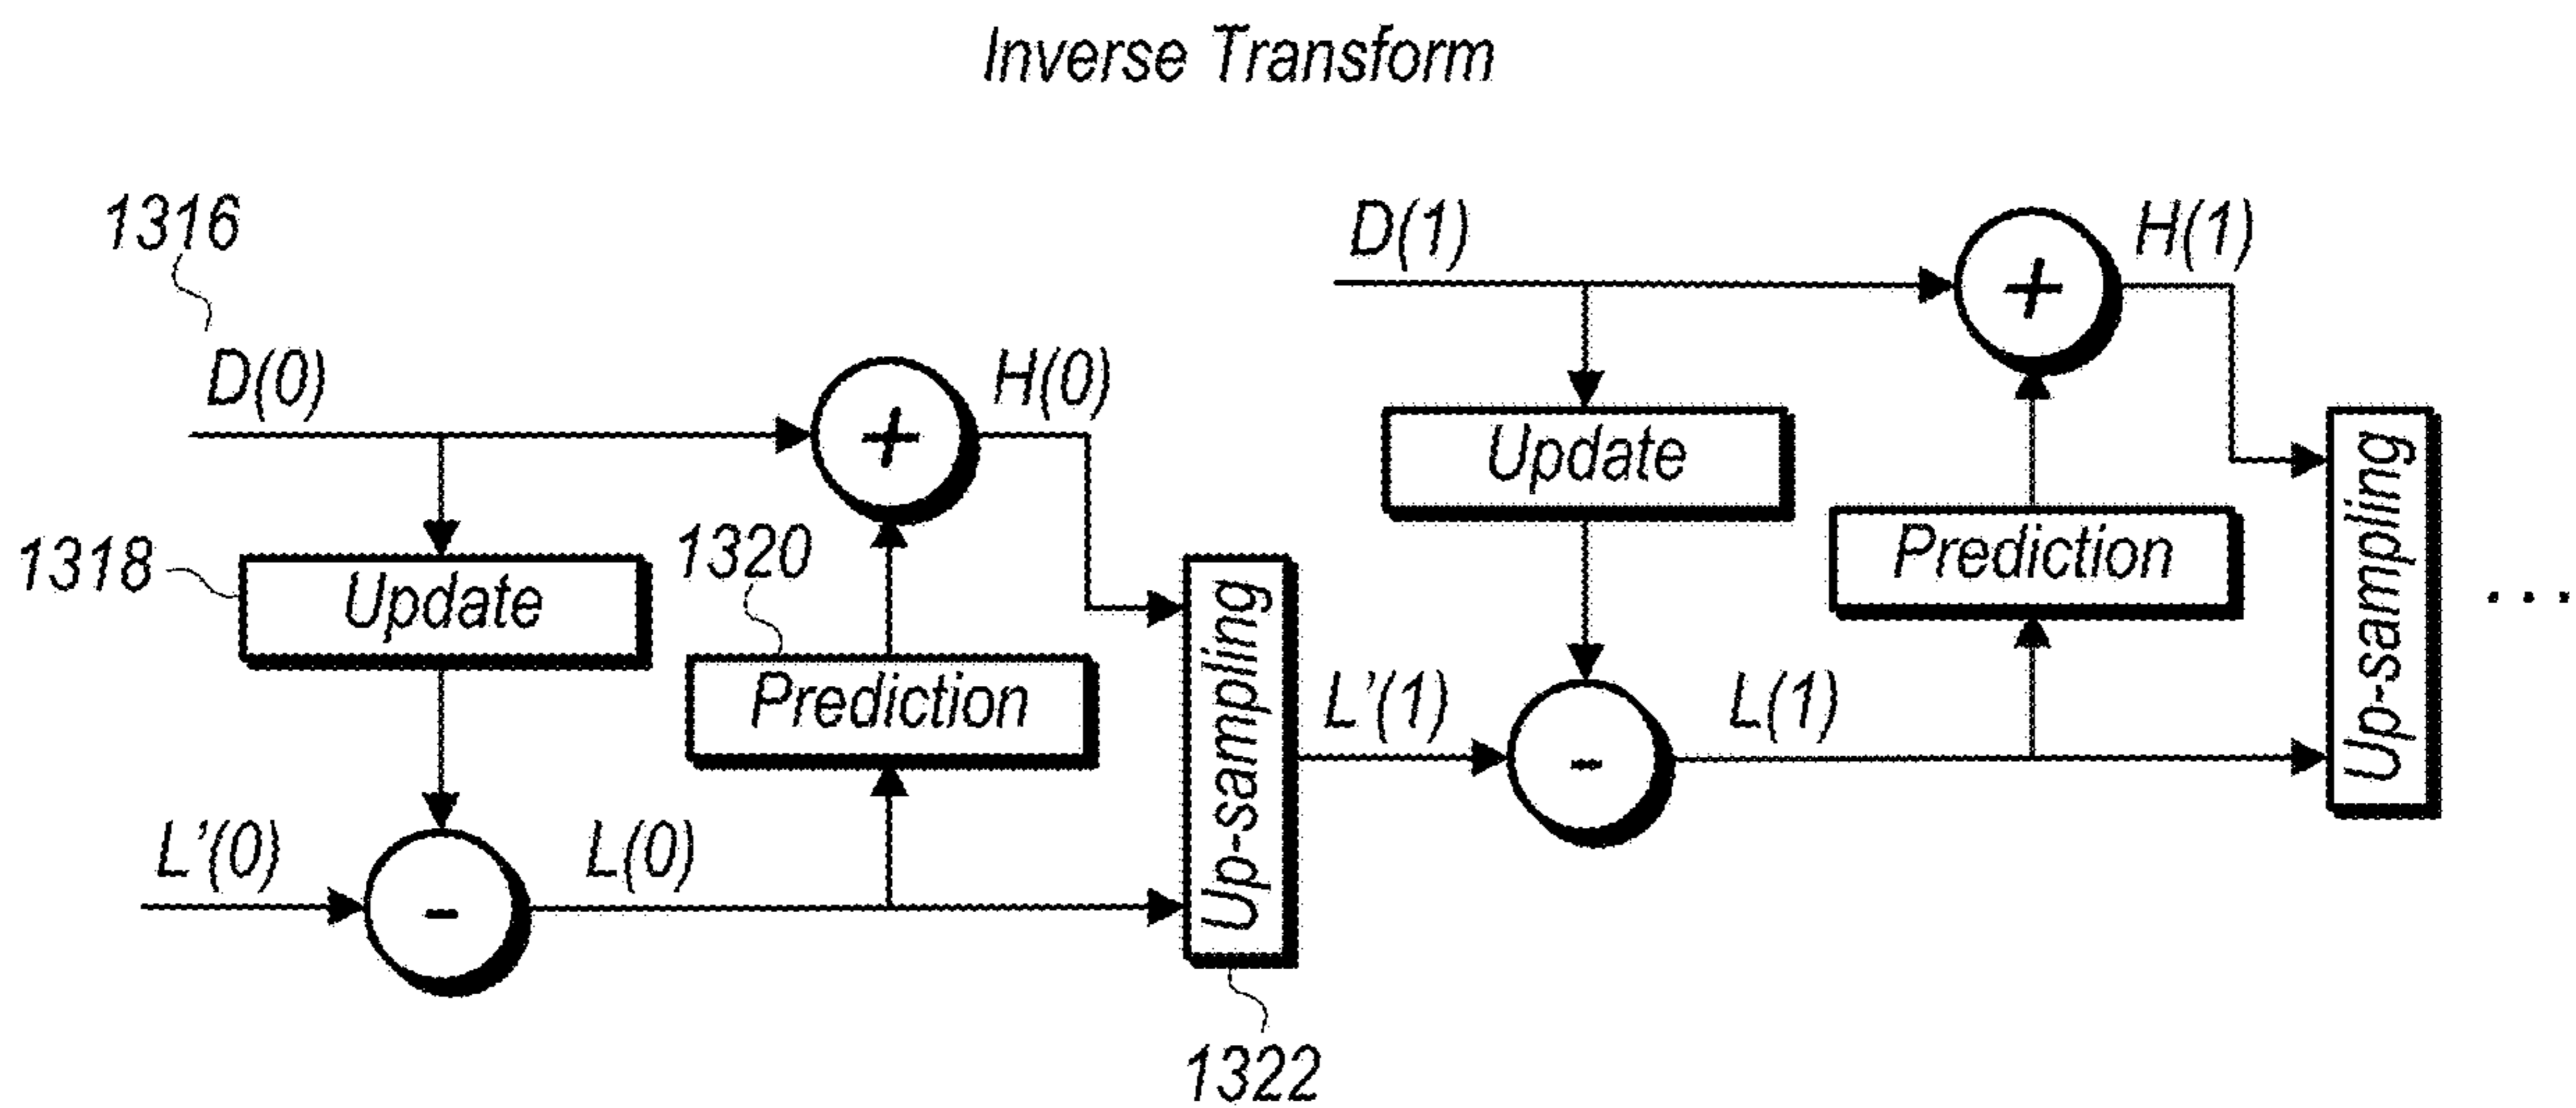 Inverse Transform
1316
D(0)
H(0)
1318
Update
1320
Prediction
L'(0)
-
L(0)
+
Up-sampling
1322
D(1)
H(1)
+
Update
Prediction
L'(1)
-
L(1)
Up-sampling
...